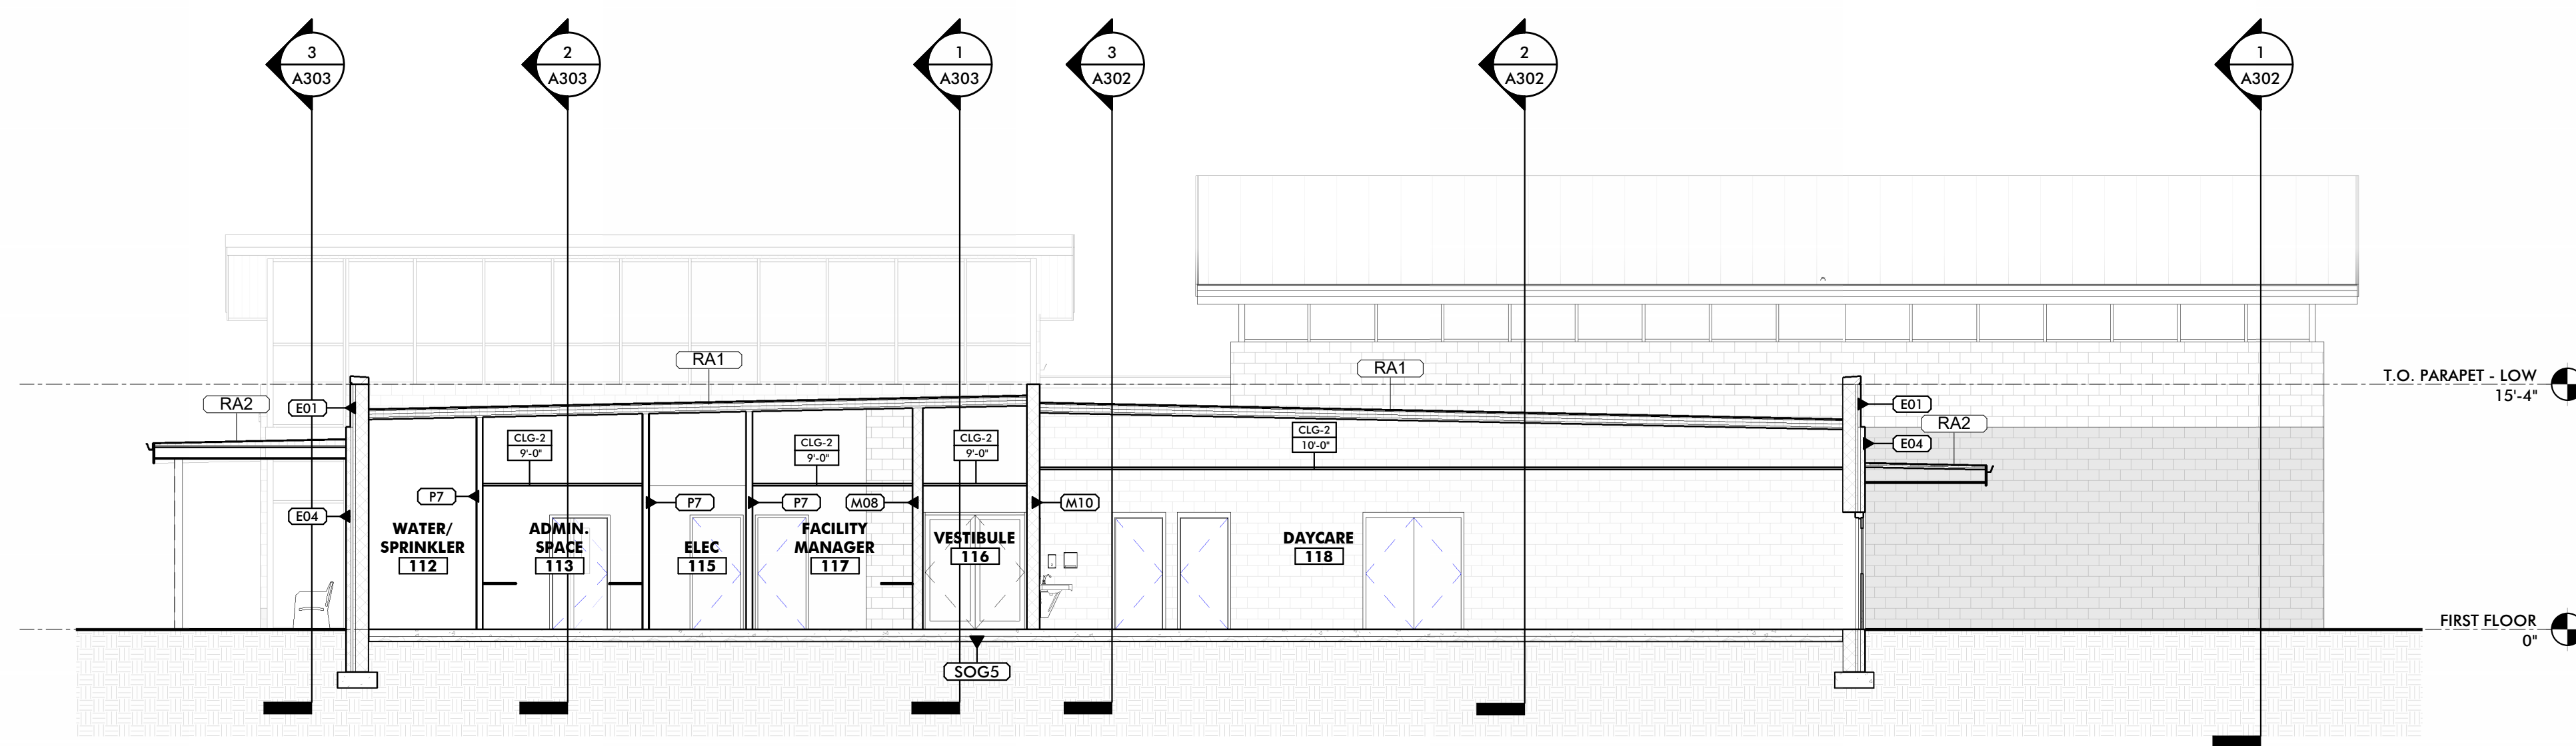 3
A303
2
A303
1
A303
3
A302
2
A302
1
A302
RA1
RA1
T.O. PARAPET - LOW
15'-4"
RA2
E01
E01
RA2
CLG-2
9'-0"
CLG-2
9'-0"
CLG-2
9'-0"
CLG-2
10'-0"
E04
P7
P7
P7
M08
M10
E04
WATER/
SPRINKLER
112
ADMIN.
SPACE
113
ELEC
115
FACILITY
MANAGER
117
VESTIBULE
116
DAYCARE
118
FIRST FLOOR
0"
SOG5